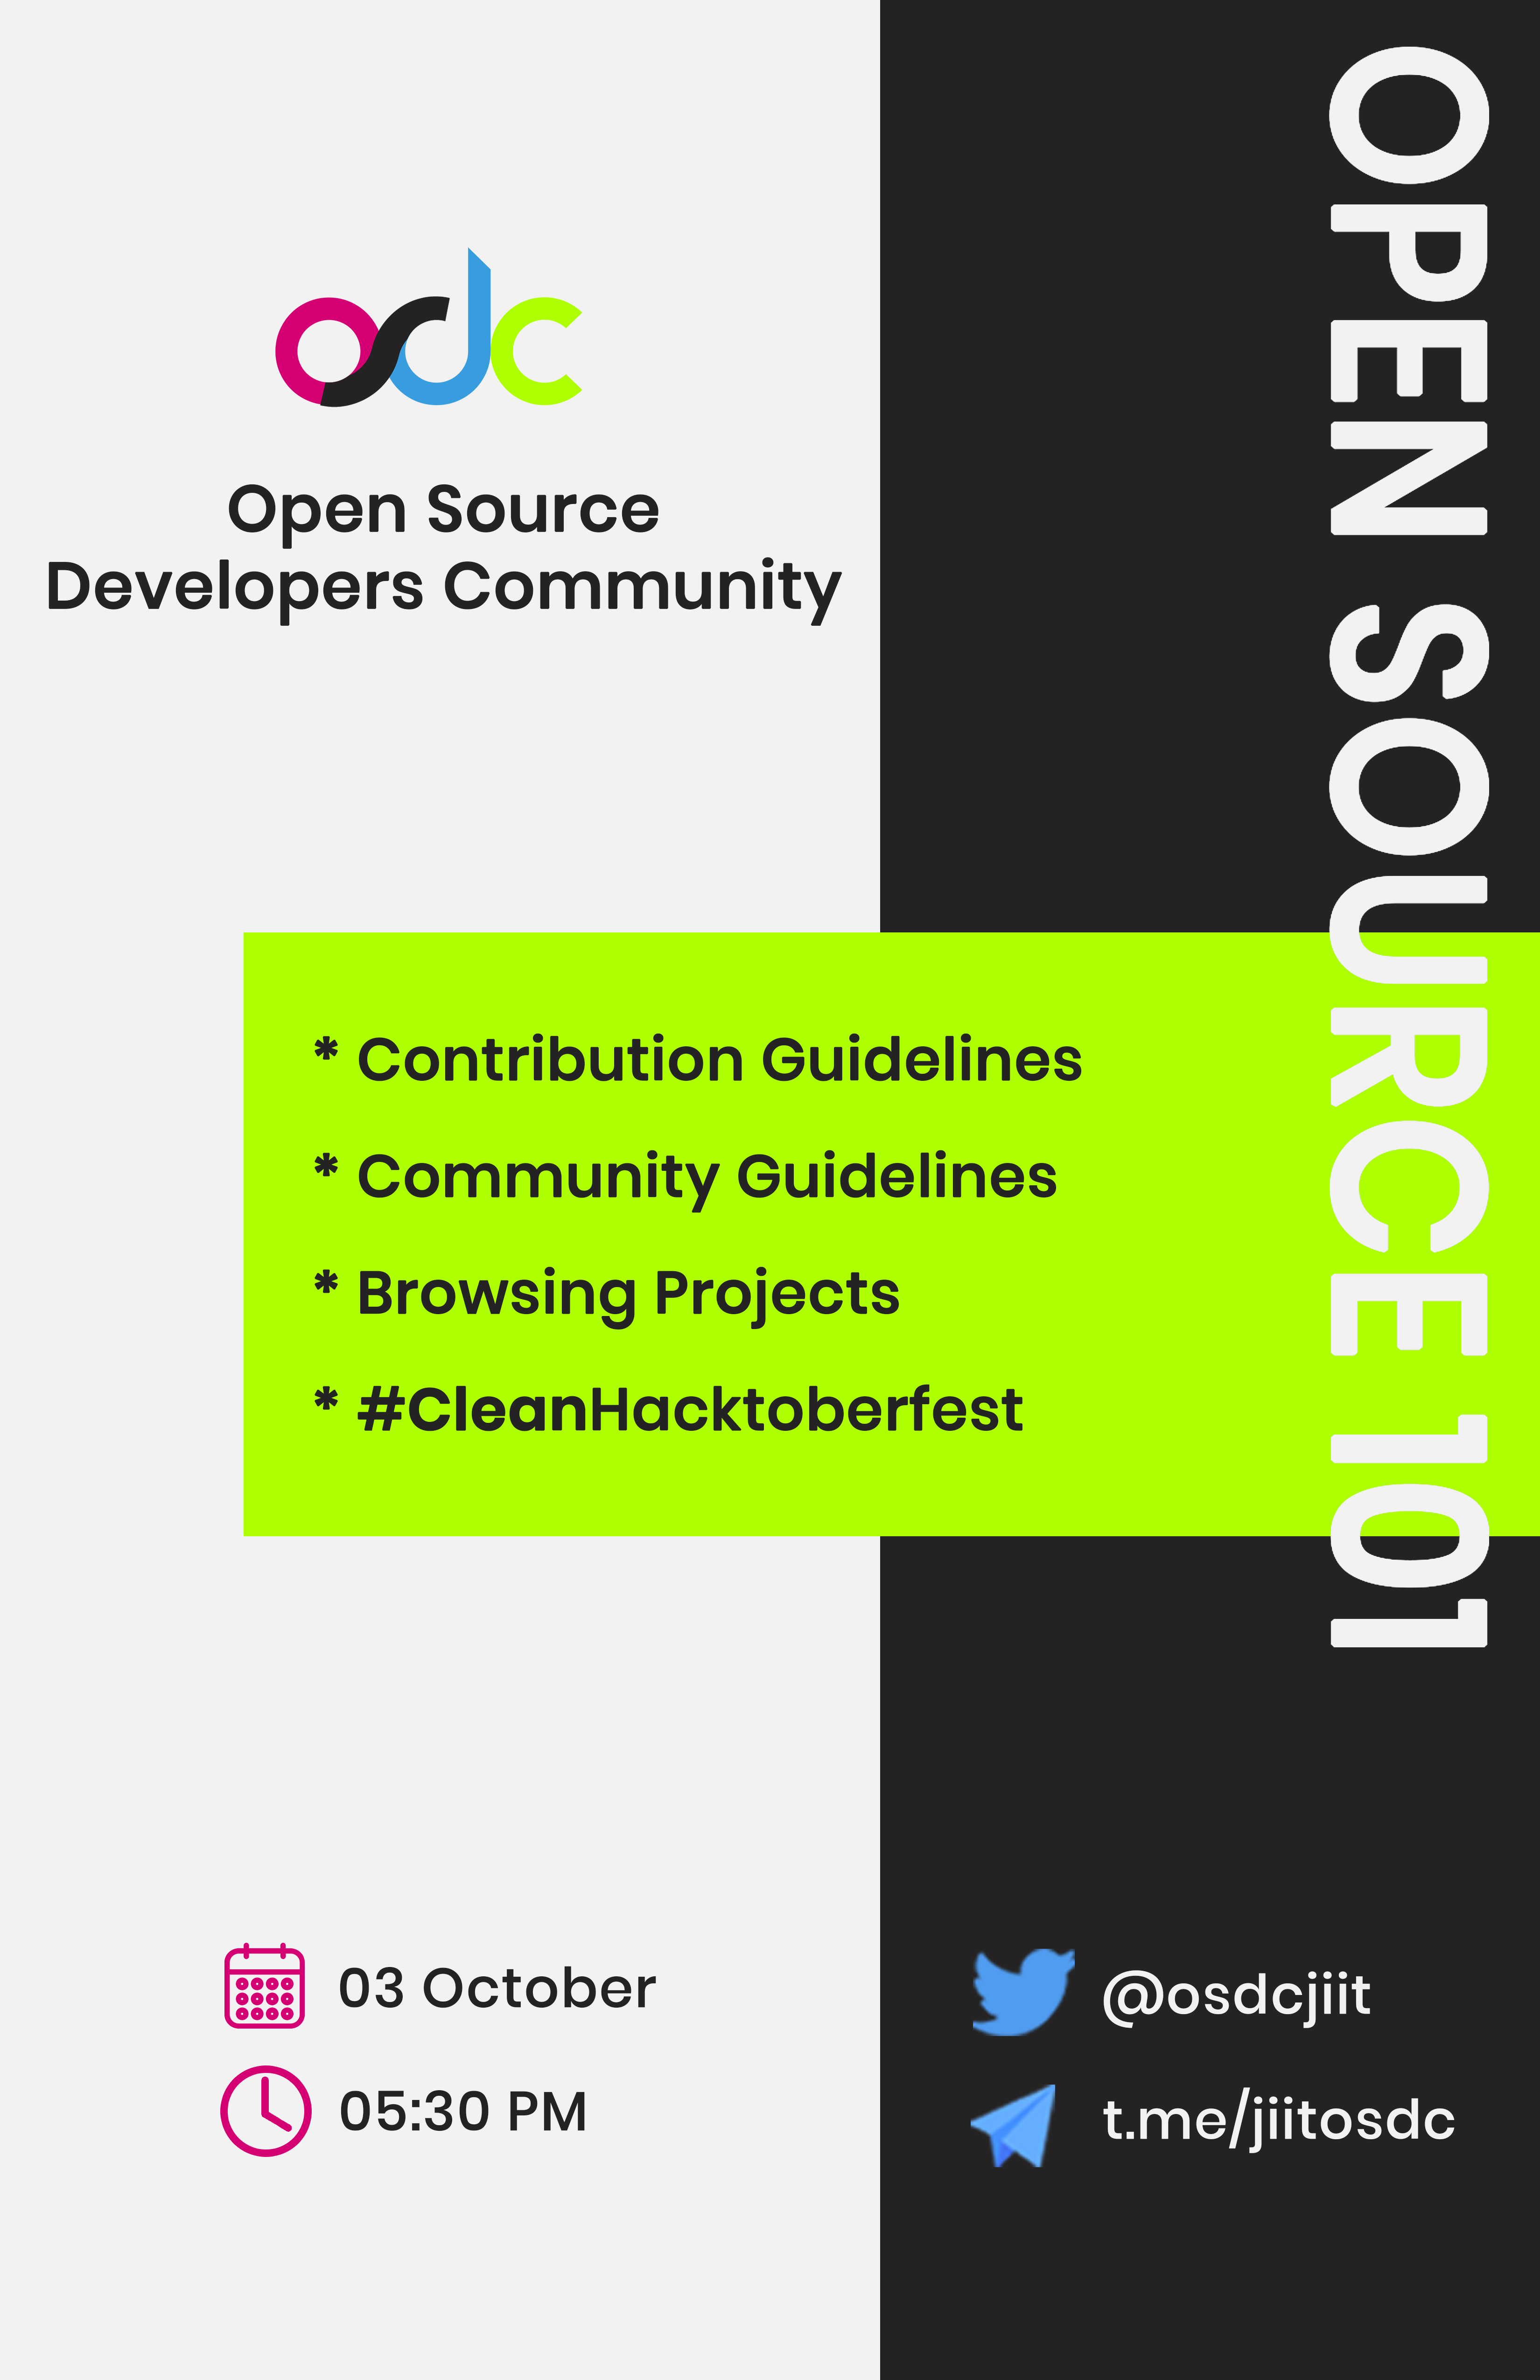 osdc
Open Source
Developers Community
OPEN SOURCE 101
* Contribution Guidelines
* Community Guidelines
* Browsing Projects
* #CleanHacktoberfest
03 October
05:30 PM
@osdcjiit
t.me/jiitosdc